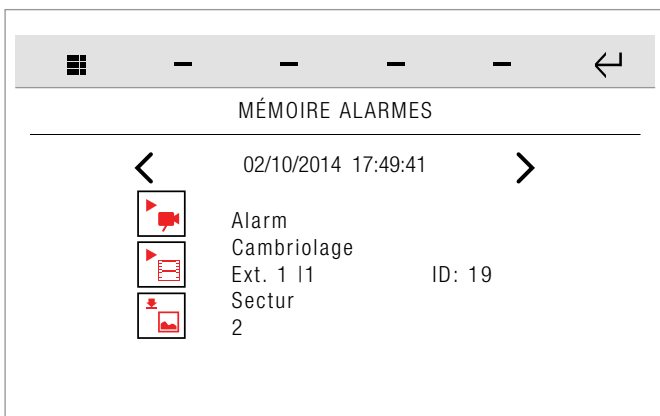 MÉMOIRE ALARMES
02/10/2014 17:49:41
Alarm
Cambriolage
Ext. 1 |1 ID: 19
Sectur
2